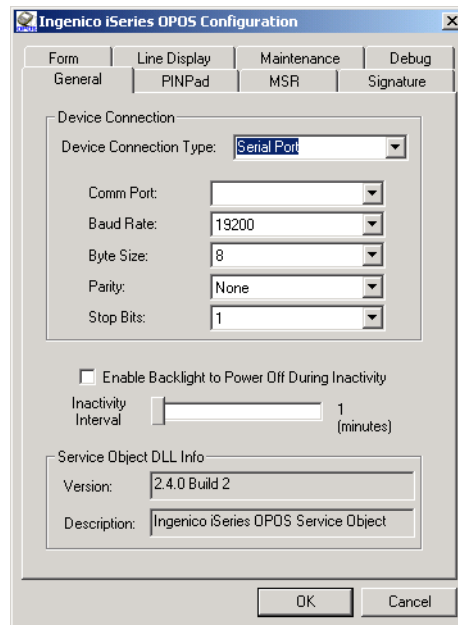 Ingenico iSeries OPOS Configuration
Form Line Display Maintenance Debug
General PINPad MSR Signature
Device Connection
Device Connection Type: Serial Port
Comm Port:
Baud Rate: 19200
Byte Size: 8
Parity: None
Stop Bits: 1
Enable Backlight to Power Off During Inactivity
Inactivity
Interval
1
(minutes)
Service Object DLL Info
Version: 2.4.0 Build 2
Description: Ingenico iSeries OPOS Service Object
OK Cancel